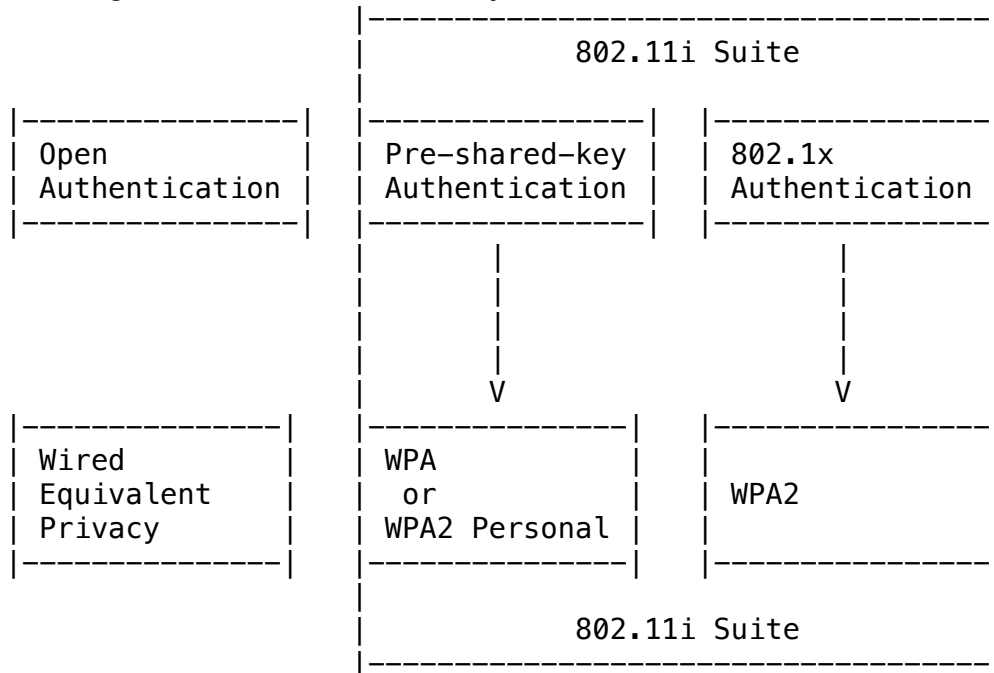 802.11i Suite
Open Pre-shared-key 802.1x
Authentication Authentication Authentication
V V
Wired WPA
Equivalent or WPA2
Privacy WPA2 Personal
802.11i Suite